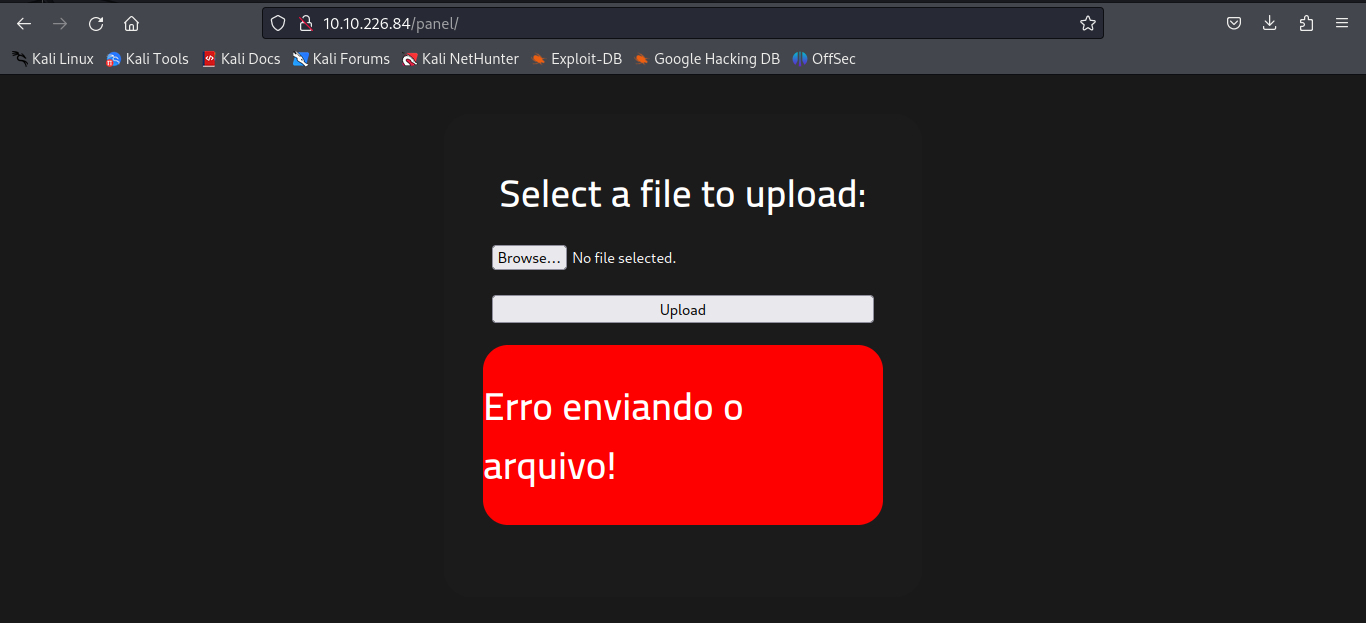 10.10.226.84/panel/
Kali Linux Kali Tools Kali Docs Kali Forums Kali NetHunter Exploit-DB Google Hacking DB OffSec
Select a file to upload:
Browse... No file selected.
Upload
Erro enviando o
arquivo!